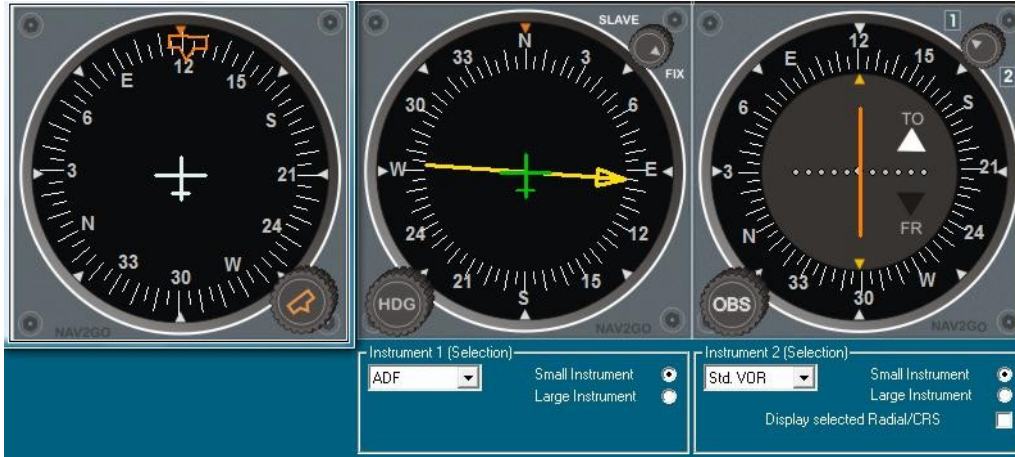 12 15 S 21 24 W 30 33 N 3 6 E
NAV2GO
SLAVE
FIX
N 3 6 E 12 15 S 21 24 W 30 33
HDG
NAV2GO
1
2
12 S 21 24 W 30 33 N 3 6 E
TO
FR
OBS
NAV2GO
Instrument 1 (Selection)
ADF
Small Instrument
Large Instrument
Instrument 2 (Selection)
Std. VOR
Small Instrument
Large Instrument
Display selected Radial/CRS